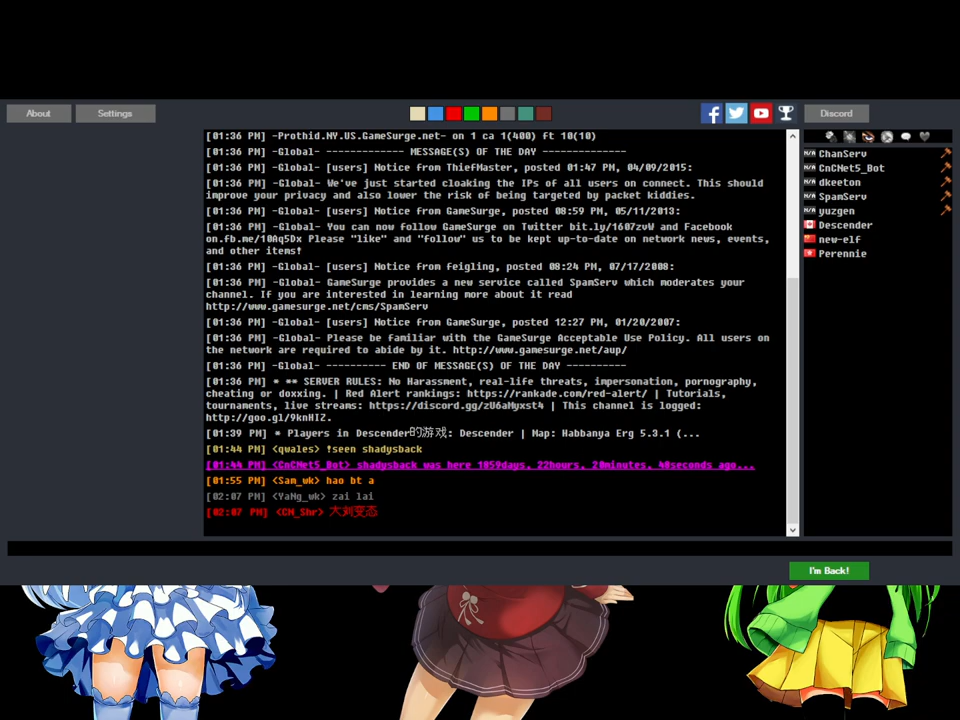 About Settings Discord
[01:36 PM] -Prothid.NY.US.GameSurge.net- on 1 ca 1(400) ft 10(10)
[01:36 PM] -Global- ------------- MESSAGE(S) OF THE DAY --------------
[01:36 PM] -Global- [users] Notice from ThiefMaster, posted 01:47 PM, 04/09/2015:
[01:36 PM] -Global- We've just started cloaking the IPs of all users on connect. This should
improve your privacy and also lower the risk of being targeted by packet kiddies.
[01:36 PM] -Global- [users] Notice from GameSurge, posted 08:59 PM, 05/11/2013:
[01:36 PM] -Global- You can now follow GameSurge on Twitter bit.ly/1607zvW and Facebook
on.fb.me/10Aq5Dx Please "like" and "follow" us to be kept up-to-date on network news, events,
and other items!
[01:36 PM] -Global- [users] Notice from feigling, posted 08:24 PM, 07/17/2008:
[01:36 PM] -Global- GameSurge provides a new service called SpamServ which moderates your
channel. If you are interested in learning more about it read
http://www.gamesurge.net/cms/SpamServ
[01:36 PM] -Global- [users] Notice from GameSurge, posted 12:27 PM, 01/20/2007:
[01:36 PM] -Global- Please be familiar with the GameSurge Acceptable Use Policy. All users on
the network are required to abide by it. http://www.gamesurge.net/aup/
[01:36 PM] -Global- ---------- END OF MESSAGE(S) OF THE DAY ----------
[01:36 PM] * ** SERVER RULES: No Harassment, real-life threats, impersonation, pornography,
cheating or doxxing. | Red Alert rankings: https://rankade.com/red-alert/ | Tutorials,
tournaments, live streams: https://discord.gg/zU6aMyxst4 | This channel is logged:
http://goo.gl/9knHIZ.
[01:39 PM] * Players in Descender的游戏: Descender | Map: Habbanya Erg 5.3.1 (...
[01:44 PM] <qwales> !seen shadysback
[01:44 PM] <CnCNet5_Bot> shadysback was here 1059days, 22hours, 20minutes, 40seconds ago...
[01:55 PM] <Sam_wk> hao bt a
[02:07 PM] <YaNg_wk> zai lai
[02:07 PM] <CN_Shr> 大刘变态
ChanServ
CnCNet5_Bot
dkeeton
SpamServ
yuzgen
Descender
new-elf
Perennie
I'm Back!